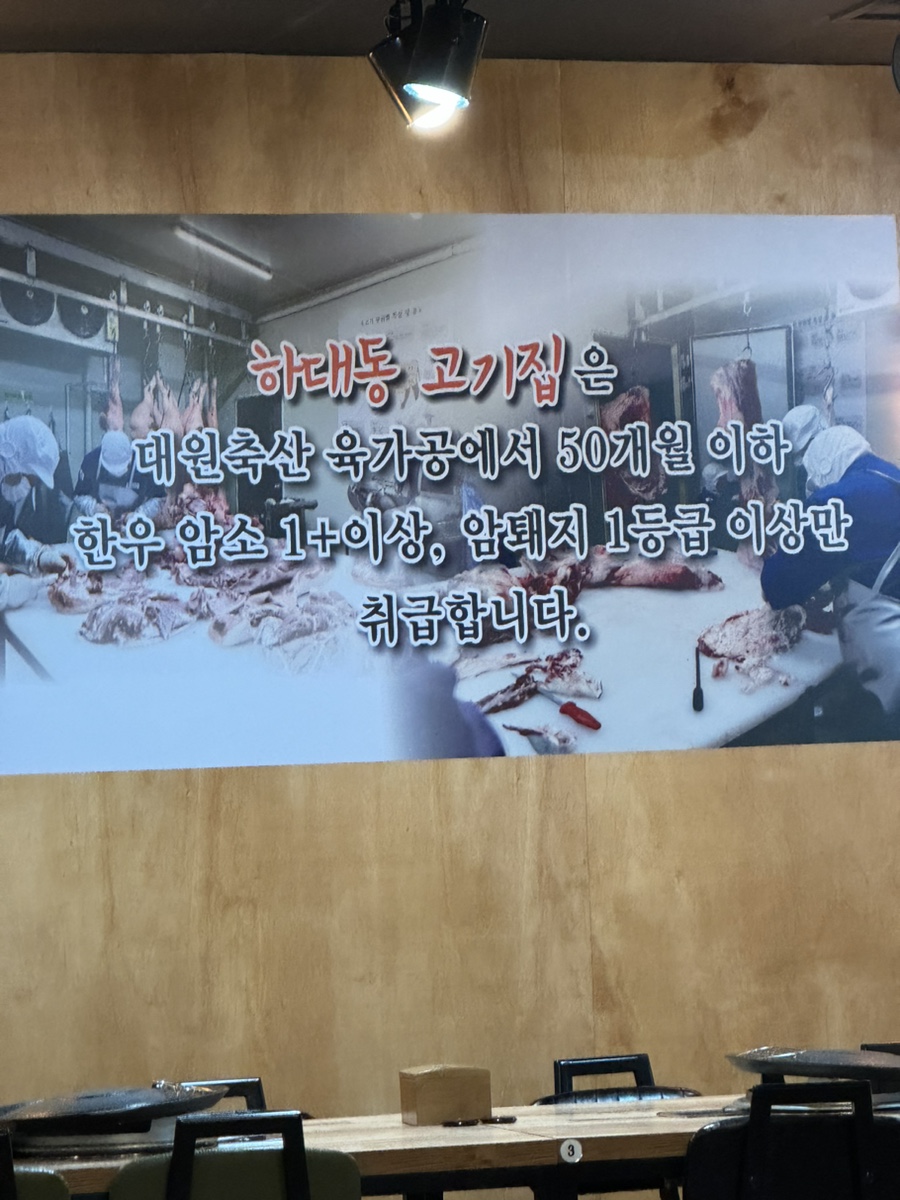 하대동 고기집은
대원축산 육가공에서 50개월 이하
한우 암소 1+이상, 암퇘지 1등급 이상만
취급합니다.
3